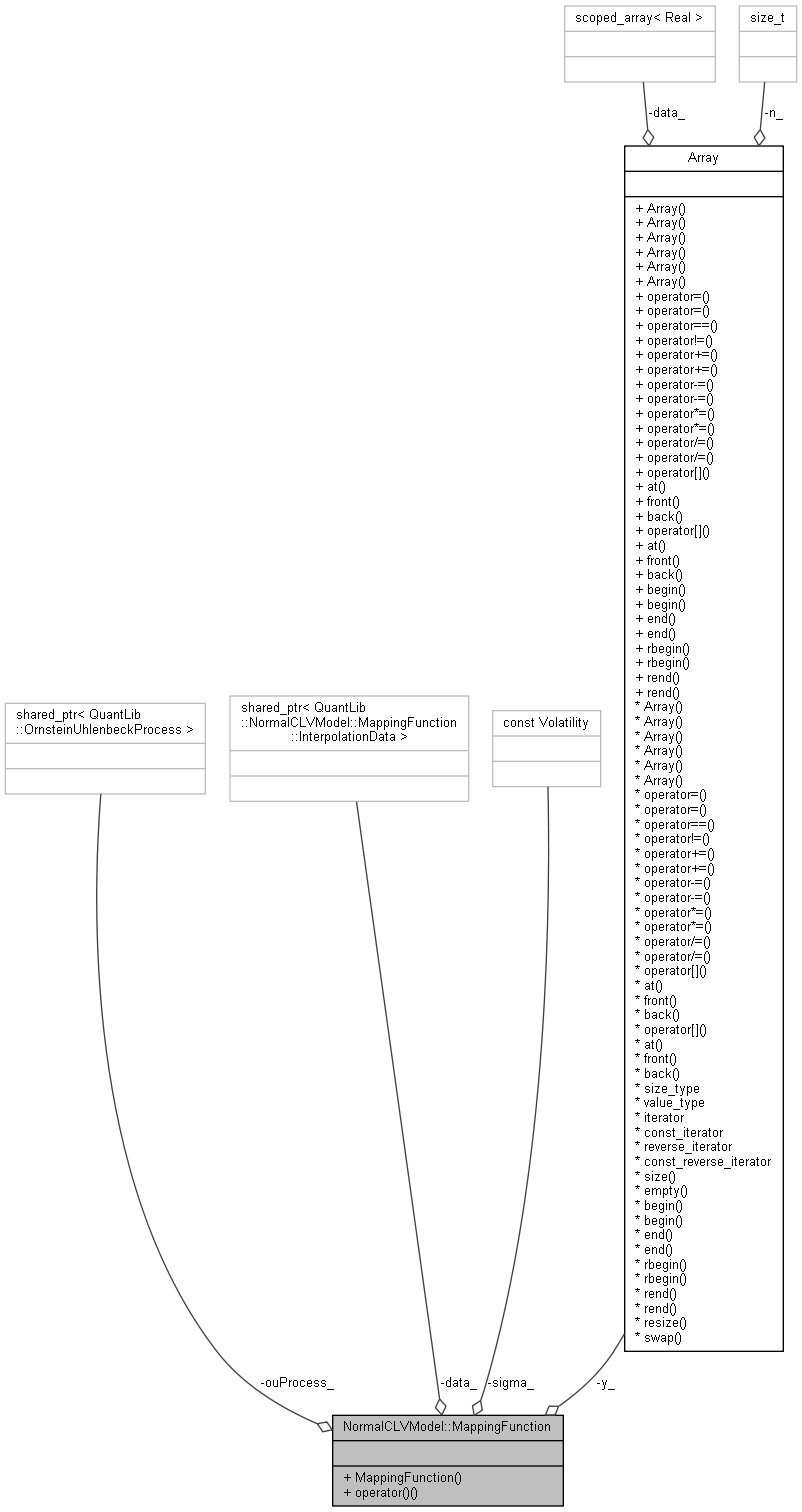 scoped_array< Real >
size_t
-data_
-n_
Array
+ Array()
+ Array()
+ Array()
+ Array()
+ Array()
+ Array()
+ operator=()
+ operator=()
+ operator==()
+ operator!=()
+ operator+=()
+ operator+=()
+ operator-=()
+ operator-=()
+ operator*=()
+ operator*=()
+ operator/=()
+ operator/=()
+ operator[]()
+ at()
+ front()
+ back()
+ operator[]()
+ at()
+ front()
+ back()
+ begin()
+ begin()
+ end()
+ end()
+ rbegin()
+ rbegin()
+ rend()
+ rend()
* Array()
* Array()
* Array()
* Array()
* Array()
* Array()
* operator=()
* operator=()
* operator==()
* operator!=()
* operator+=()
* operator+=()
* operator-=()
* operator-=()
* operator*=()
* operator*=()
* operator/=()
* operator/=()
* operator[]()
* at()
* front()
* back()
* operator[]()
* at()
* front()
* back()
* size_type
* value_type
* iterator
* const_iterator
* reverse_iterator
* const_reverse_iterator
* size()
* empty()
* begin()
* begin()
* end()
* end()
* rbegin()
* rbegin()
* rend()
* rend()
* resize()
* swap()
shared_ptr< QuantLib
::OrnsteinUhlenbeckProcess >
shared_ptr< QuantLib
::NormalCLVModel::MappingFunction
::InterpolationData >
const Volatility
-ouProcess_
-data_
-sigma_
-y_
NormalCLVModel::MappingFunction
+ MappingFunction()
+ operator()()